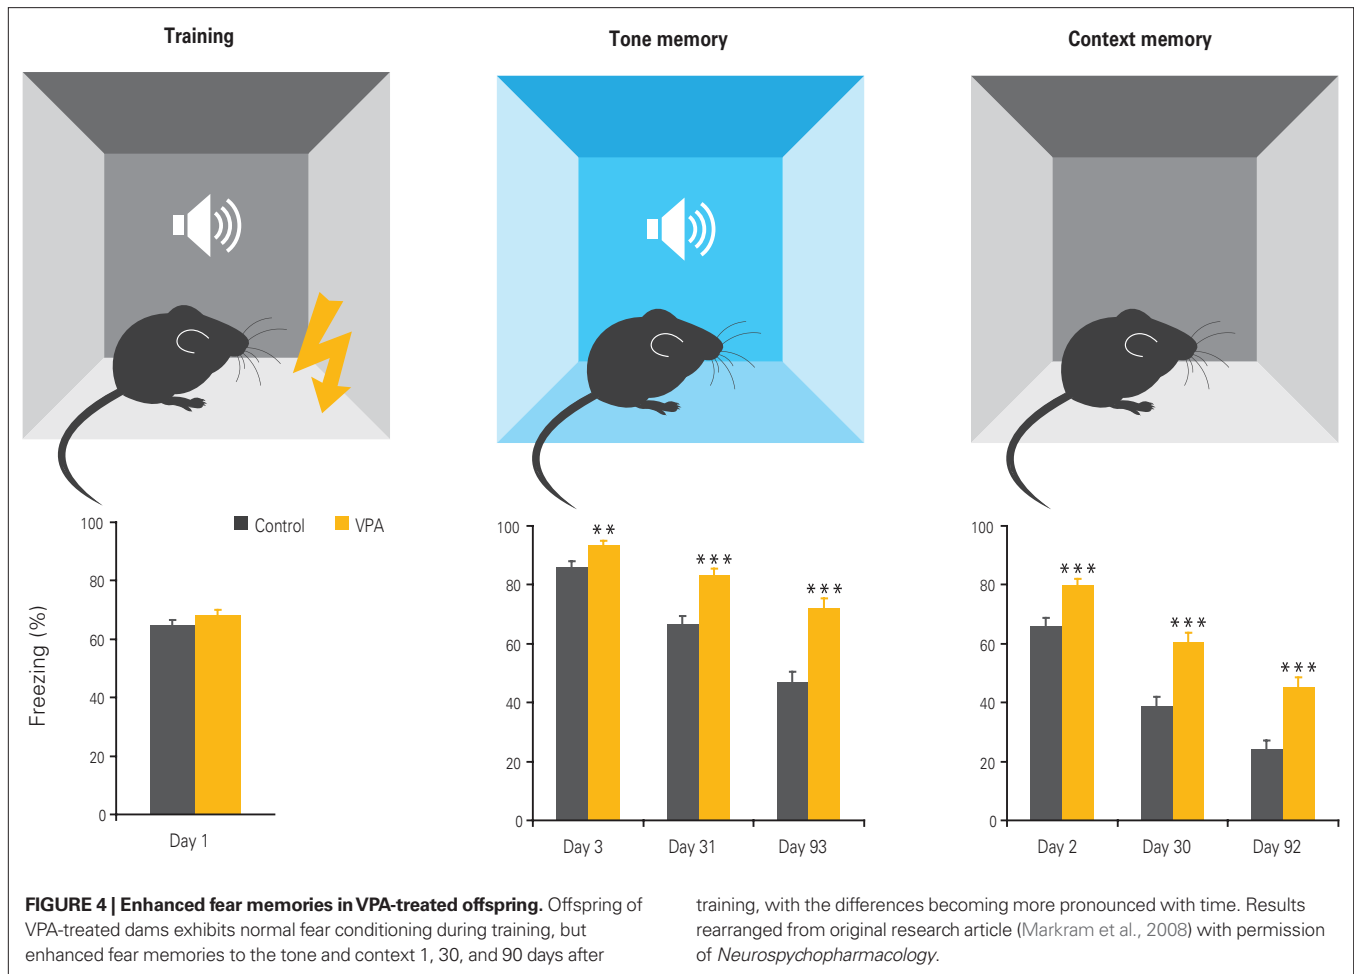 Training
Tone memory
Context memory
Control
VPA
Freezing (%)
100
80
60
40
20
0
Day 1
100
80
60
40
20
0
**
***
***
Day 3
Day 31
Day 93
100
80
60
40
20
0
***
***
***
Day 2
Day 30
Day 92
FIGURE 4 | Enhanced fear memories in VPA-treated offspring. Offspring of
VPA-treated dams exhibits normal fear conditioning during training, but
enhanced fear memories to the tone and context 1, 30, and 90 days after
training, with the differences becoming more pronounced with time. Results
rearranged from original research article (Markram et al., 2008) with permission
of Neurospychopharmacology.